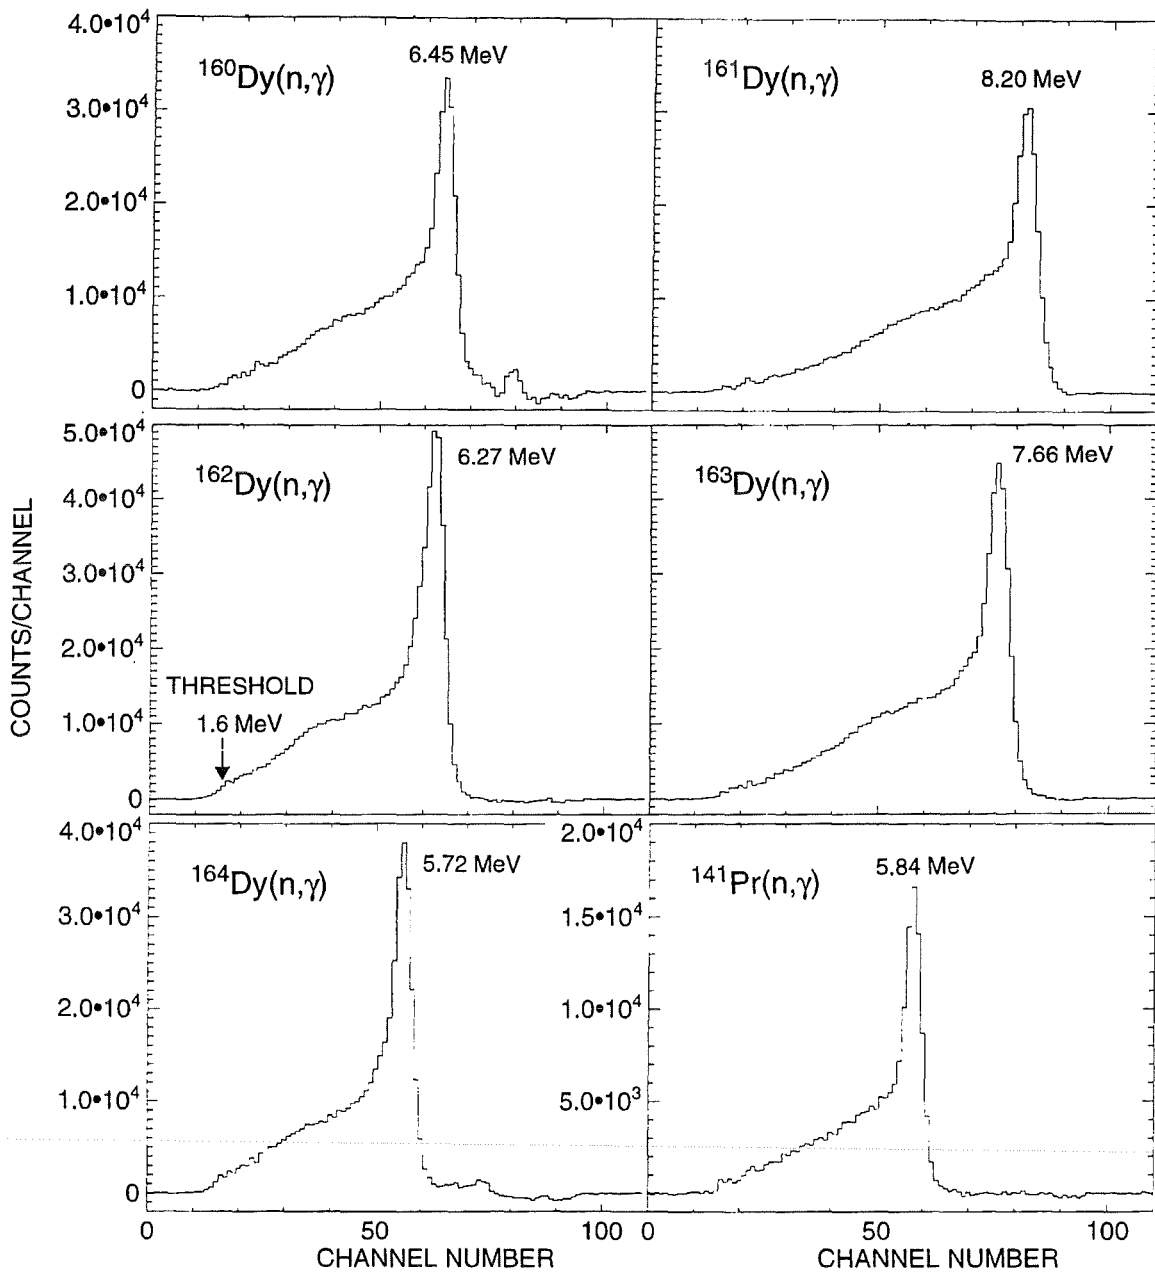 COUNTS/CHANNEL
4.0•10⁴
3.0•10⁴
2.0•10⁴
1.0•10⁴
0
¹⁶⁰Dy(n,γ)
6.45 MeV
¹⁶¹Dy(n,γ)
8.20 MeV
5.0•10⁴
4.0•10⁴
3.0•10⁴
2.0•10⁴
1.0•10⁴
0
¹⁶²Dy(n,γ)
6.27 MeV
THRESHOLD
1.6 MeV
¹⁶³Dy(n,γ)
7.66 MeV
4.0•10⁴
3.0•10⁴
2.0•10⁴
1.0•10⁴
0
¹⁶⁴Dy(n,γ)
5.72 MeV
2.0•10⁴
1.5•10⁴
1.0•10⁴
5.0•10³
¹⁴¹Pr(n,γ)
5.84 MeV
0 50 100
0 50 100
CHANNEL NUMBER
CHANNEL NUMBER